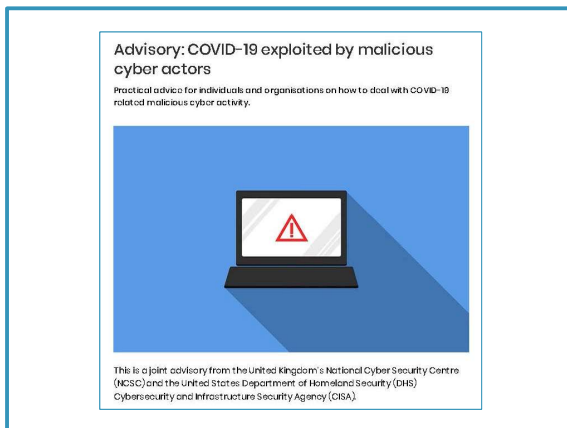 Advisory: COVID-19 exploited by malicious
cyber actors
Practical advice for individuals and organisations on how to deal with COVID-19
related malicious cyber activity.
This is a joint advisory from the United Kingdom's National Cyber Security Centre
(NCSC) and the United States Department of Homeland Security (DHS)
Cybersecurity and Infrastructure Security Agency (CISA).